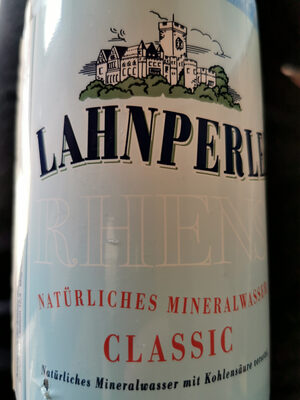 LAHNPERLE
RHENS
NATÜRLICHES MINERALWASSER
CLASSIC
Natürliches Mineralwasser mit Kohlensäure